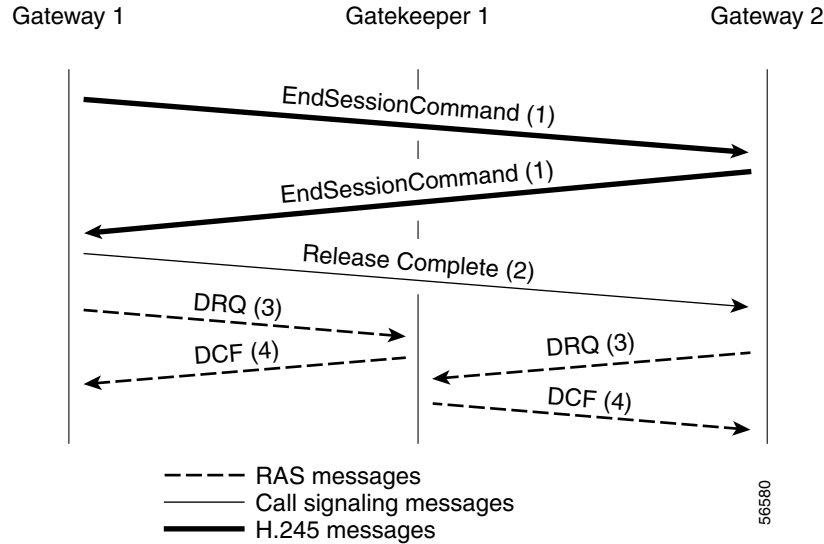 Gateway 1
Gatekeeper 1
Gateway 2
EndSessionCommand (1)
EndSessionCommand (1)
Release Complete (2)
DRQ (3)
DCF (4)
DRQ (3)
DCF (4)
RAS messages
Call signaling messages
H.245 messages
56580